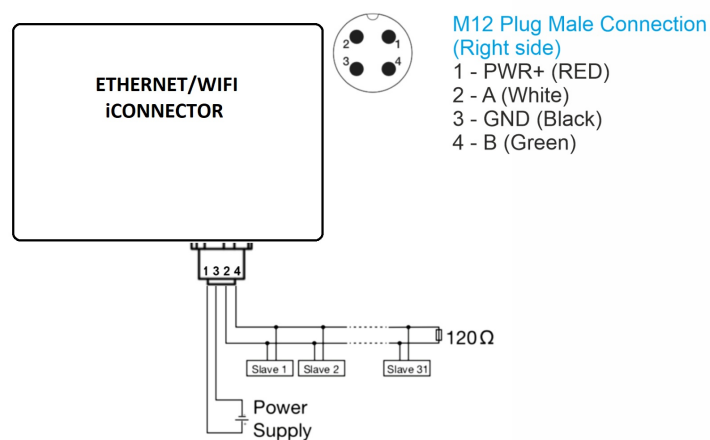 ETHERNET/WIFI
iCONNECTOR
2 1
3 4
M12 Plug Male Connection
(Right side)
1 - PWR+ (RED)
2 - A (White)
3 - GND (Black)
4 - B (Green)
1 3 2 4
120Ω
Slave 1 Slave 2 Slave 31
Power
Supply